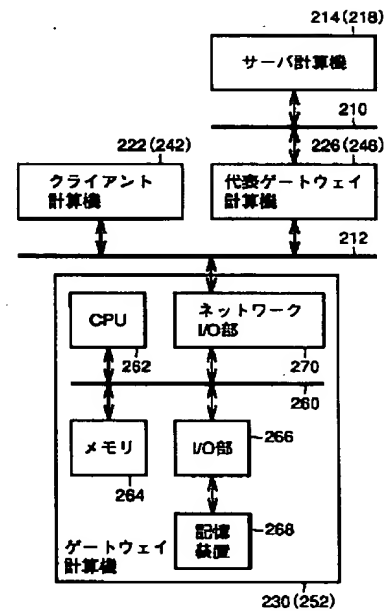 214(218)
サーバ計算機
210
222(242)
226(248)
クライアント
計算機
代表ゲートウェイ
計算機
212
CPU
ネットワーク
I/O部
262
270
260
メモリ
I/O部
266
264
記憶
装置
268
ゲートウェイ
計算機
230(252)